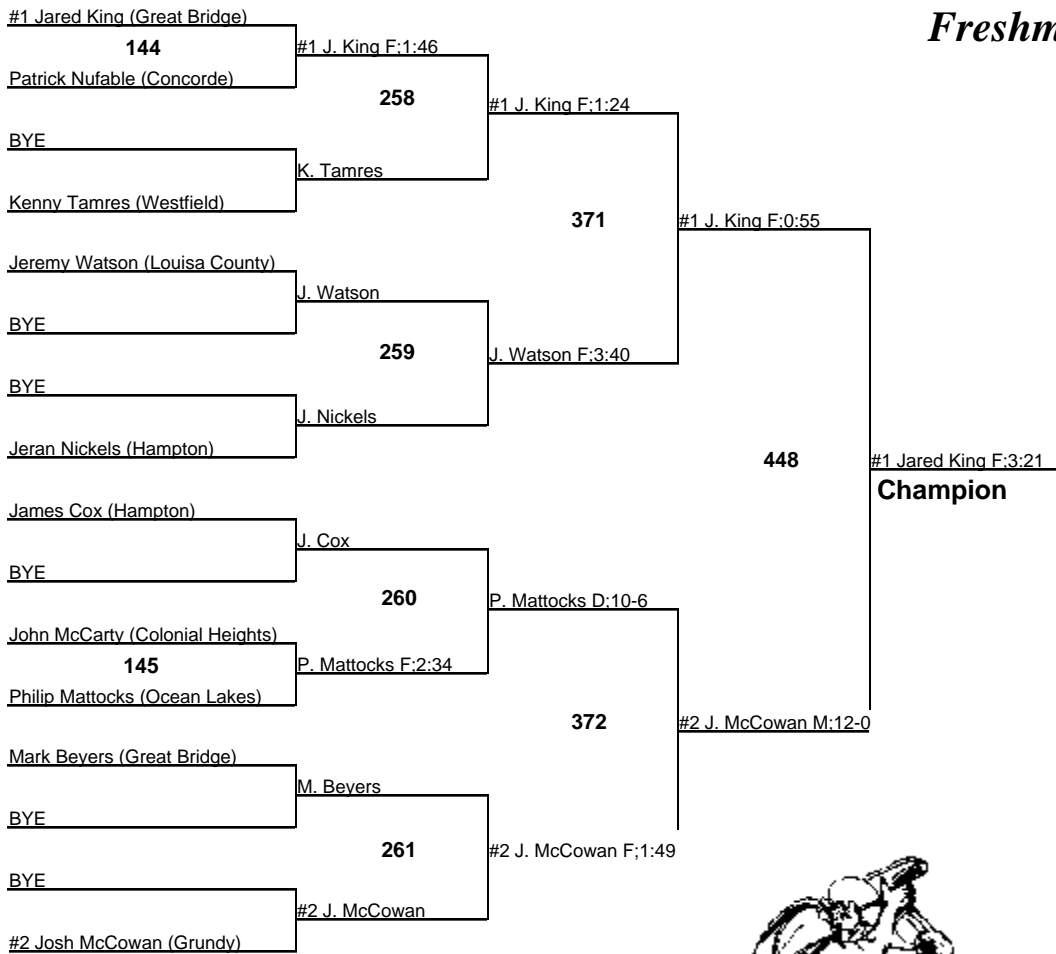 #1 Jared King (Great Bridge)
Freshm
144
#1 J. King F;1:46
Patrick Nufable (Concorde)
258
#1 J. King F;1:24
BYE
K. Tamres
Kenny Tamres (Westfield)
371
#1 J. King F;0:55
Jeremy Watson (Louisa County)
J. Watson
BYE
259
J. Watson F;3:40
BYE
J. Nickels
Jeran Nickels (Hampton)
448
#1 Jared King F;3:21
Champion
James Cox (Hampton)
J. Cox
BYE
260
P. Mattocks D;10-6
John McCarty (Colonial Heights)
145
P. Mattocks F;2:34
Philip Mattocks (Ocean Lakes)
372
#2 J. McCowan M;12-0
Mark Beyers (Great Bridge)
M. Beyers
BYE
261
#2 J. McCowan F;1:49
BYE
#2 J. McCowan
#2 Josh McCowan (Grundy)